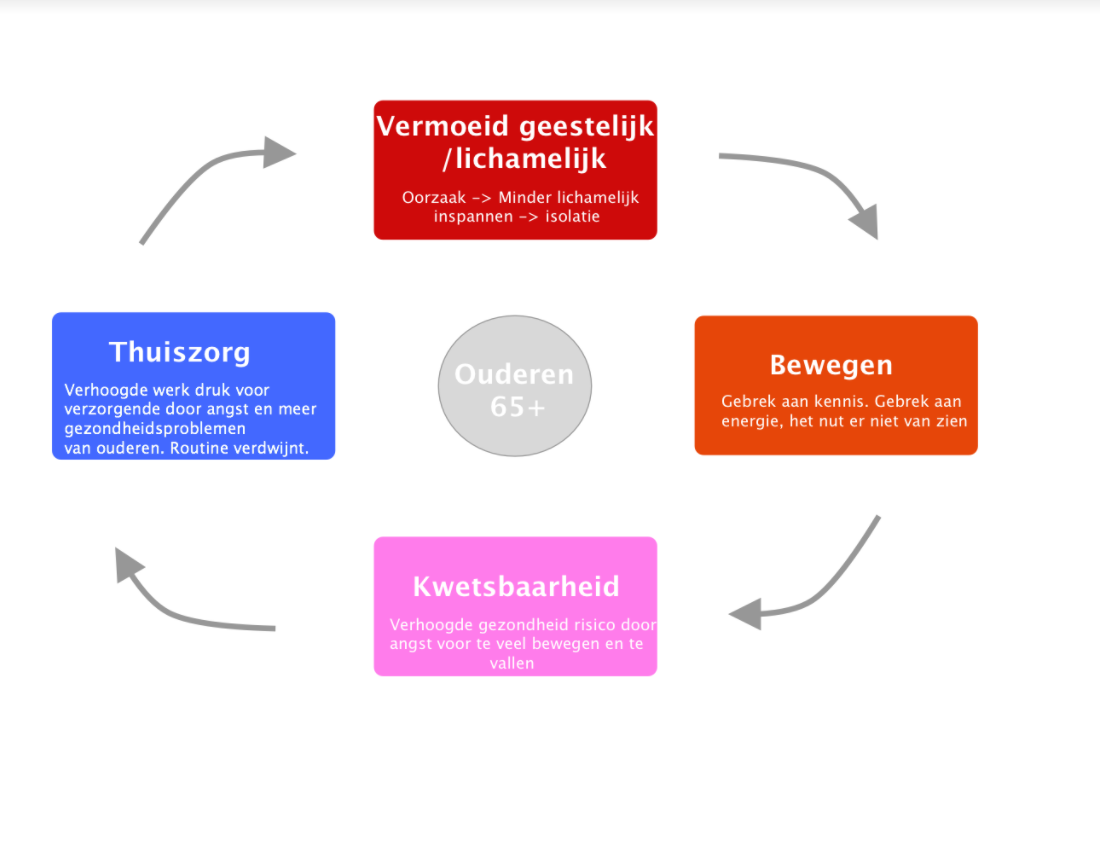 Vermoeid geestelijk
/lichamelijk
Oorzaak -> Minder lichamelijk
inspannen -> isolatie
Thuiszorg
Verhoogde werk druk voor
verzorgende door angst en meer
gezondheidsproblemen
van ouderen. Routine verdwijnt.
Ouderen
65+
Bewegen
Gebrek aan kennis. Gebrek aan
energie, het nut er niet van zien
Kwetsbaarheid
Verhoogde gezondheid risico door
angst voor te veel bewegen en te
vallen